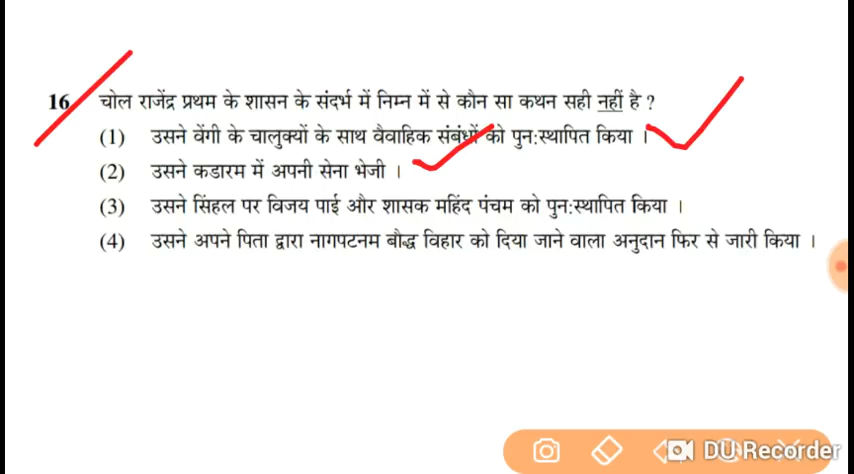 16 चोल राजेंद्र प्रथम के शासन के संदर्भ में निम्न में से कौन सा कथन सही नहीं है ?
(1) उसने वेंगी के चालुक्यों के साथ वैवाहिक संबंधों को पुन:स्थापित किया ।
(2) उसने कडारम में अपनी सेना भेजी ।
(3) उसने सिंहल पर विजय पाई और शासक महिंद पंचम को पुन:स्थापित किया ।
(4) उसने अपने पिता द्वारा नागपटनम बौद्ध विहार को दिया जाने वाला अनुदान फिर से जारी किया ।
DU Recorder